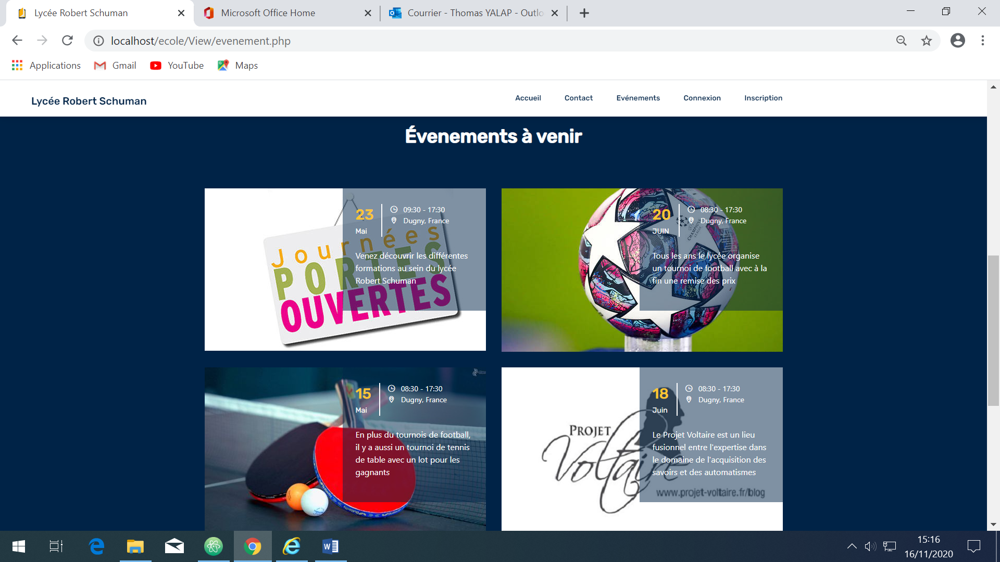 Lycée Robert Schuman
Microsoft Office Home
Courrier - Thomas YALAP - Outlo
localhost/ecole/View/evenement.php
Applications
Gmail
YouTube
Maps
Lycée Robert Schuman
Accueil
Contact
Evénements
Connexion
Inscription
Évenements à venir
23
Mai
09:30 - 17:30
Dugny, France
Venez découvrir les différentes
formations au sein du lycée
Robert Schuman
Journées
PORTES
OUVERTES
20
JUIN
08:30 - 17:30
Dugny, France
Tous les ans le lycée organise
un tournoi de football avec à la
fin une remise des prix
CHAMPIONS
15
Mai
08:30 - 17:30
Dugny, France
En plus du tournois de football,
il y a aussi un tournoi de tennis
de table avec un lot pour les
gagnants
18
Juin
08:30 - 17:30
Dugny, France
Le Projet Voltaire est un lieu
fusionnel entre l'expertise dans
le domaine de l'acquisition des
savoirs et des automatismes
PROJET
Voltaire
www.projet-voltaire.fr/blog
15:16
16/11/2020